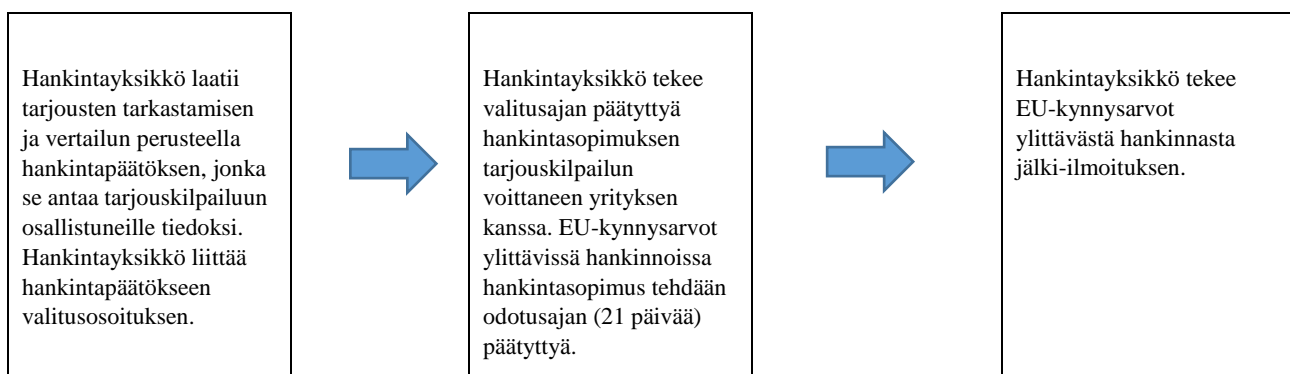 Hankintayksikkö laatii
tarjousten tarkastamisen
ja vertailun perusteella
hankintapäätöksen, jonka
se antaa tarjouskilpailuun
osallistuneille tiedoksi.
Hankintayksikkö liittää
hankintapäätökseen
valitusosoituksen.
Hankintayksikkö tekee
valitusajan päätyttyä
hankintasopimuksen
tarjouskilpailun
voittaneen yrityksen
kanssa. EU-kynnysarvot
ylittävissä hankinnoissa
hankintasopimus tehdään
odotusajan (21 päivää)
päätyttyä.
Hankintayksikkö tekee
EU-kynnysarvot
ylittävästä hankinnasta
jälki-ilmoituksen.